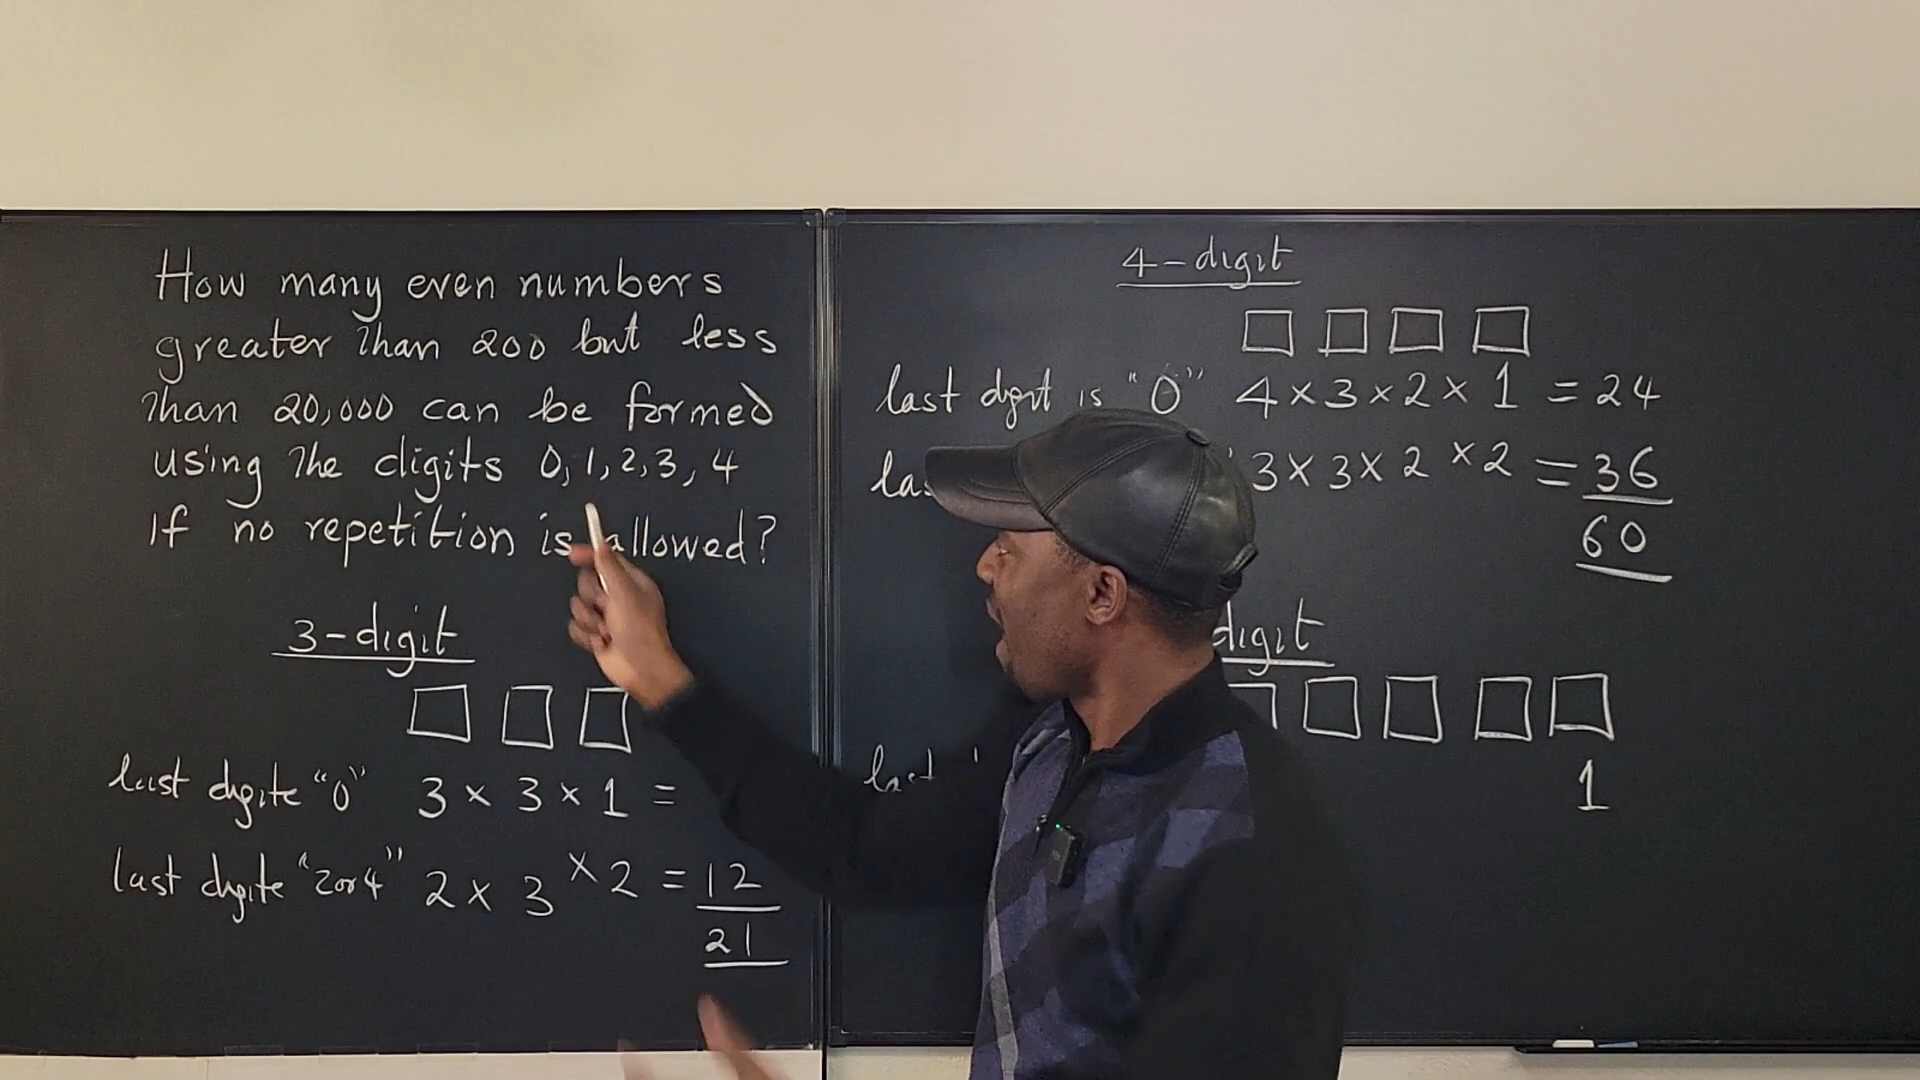 How many even numbers
greater than 200 but less
than 20,000 can be formed
using the digits 0, 1, 2, 3, 4
If no repetition is allowed?
3-digit
last digite "0" 3 x 3 x 1 =
last digite "2 or 4" 2 x 3 x 2 = 12
21
4-digit
last digit is "0" 4 x 3 x 2 x 1 = 24
3 x 3 x 2 x 2 = 36
60
digit
1